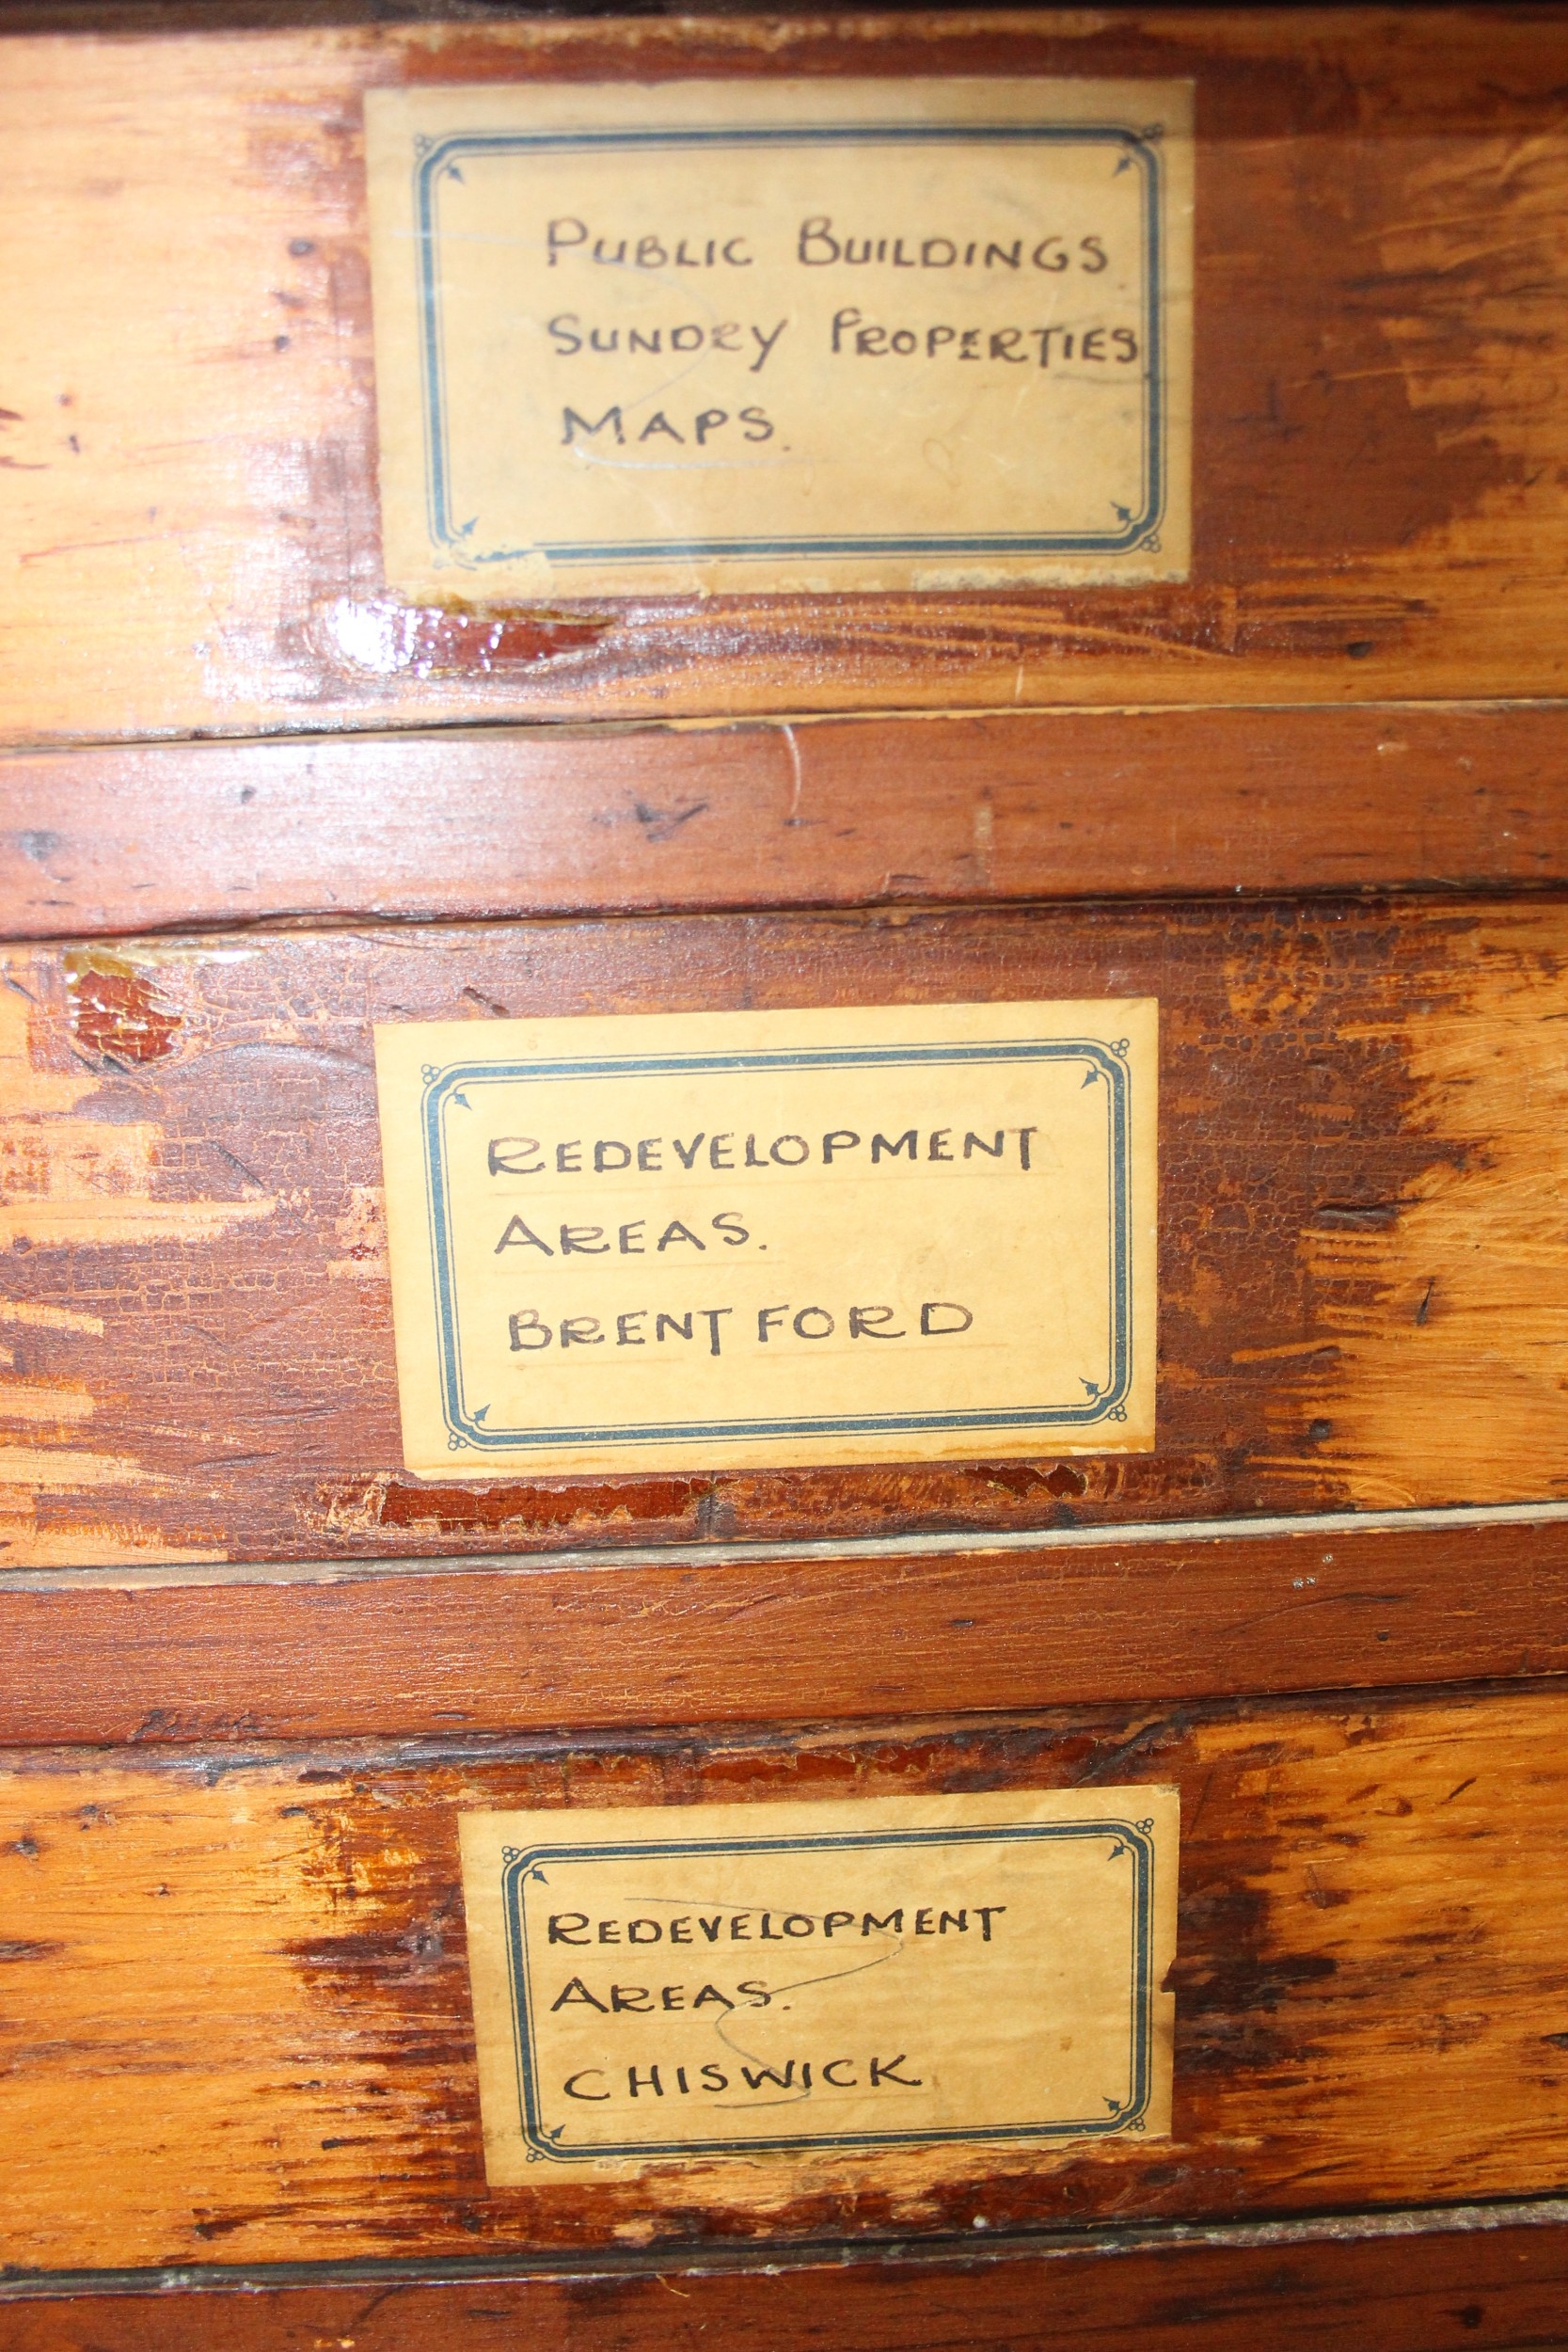 PUBLIC BUILDINGS
SUNDRY PROPERTIES
MAPS.
REDEVELOPMENT
AREAS.
BRENTFORD
REDEVELOPMENT
AREAS.
CHISWICK